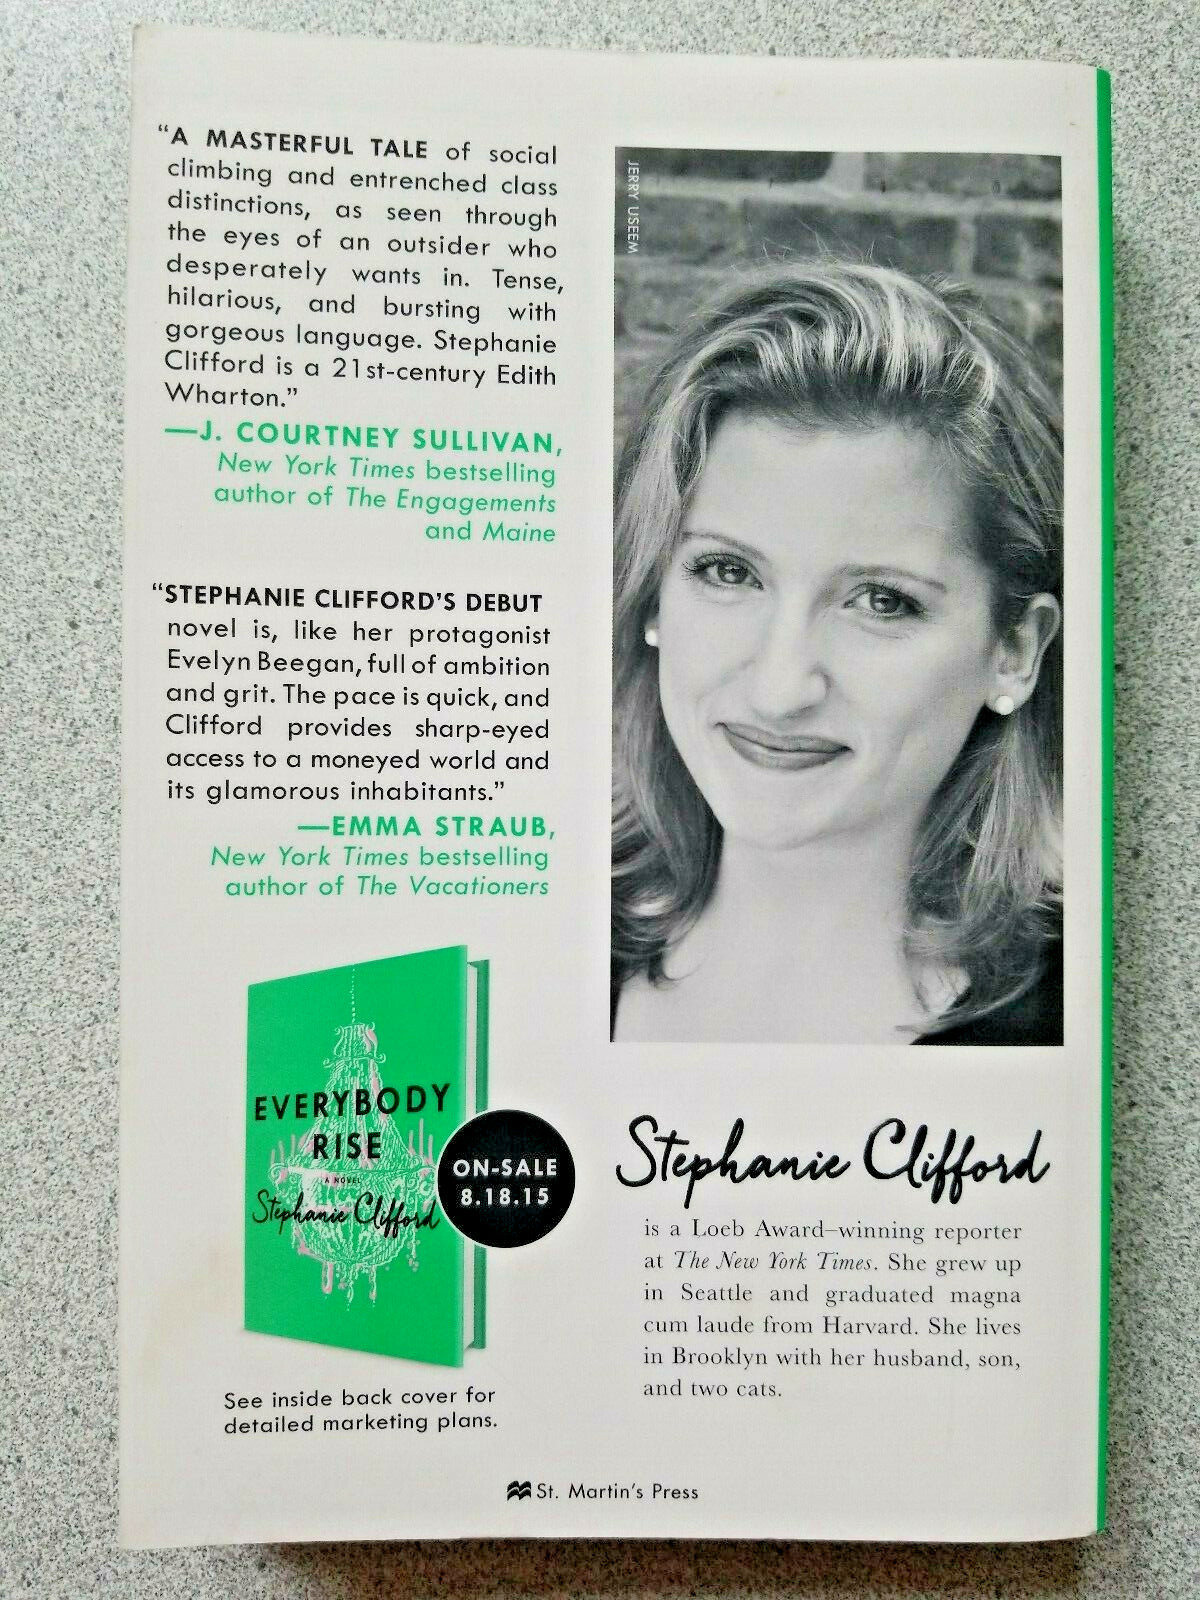 “A MASTERFUL TALE of social
climbing and entrenched class
distinctions, as seen through
the eyes of an outsider who
desperately wants in. Tense,
hilarious, and bursting with
gorgeous language. Stephanie
Clifford is a 21st-century Edith
Wharton.”
—J. COURTNEY SULLIVAN,
New York Times bestselling
author of The Engagements
and Maine
“STEPHANIE CLIFFORD’S DEBUT
novel is, like her protagonist
Evelyn Beegan, full of ambition
and grit. The pace is quick, and
Clifford provides sharp-eyed
access to a moneyed world and
its glamorous inhabitants.”
—EMMA STRAUB,
New York Times bestselling
author of The Vacationers
EVERYBODY
RISE
A NOVEL
Stephanie Clifford
ON-SALE
8.18.15
See inside back cover for
detailed marketing plans.
JERRY USEEM
Stephanie Clifford
is a Loeb Award–winning reporter
at The New York Times. She grew up
in Seattle and graduated magna
cum laude from Harvard. She lives
in Brooklyn with her husband, son,
and two cats.
St. Martin’s Press